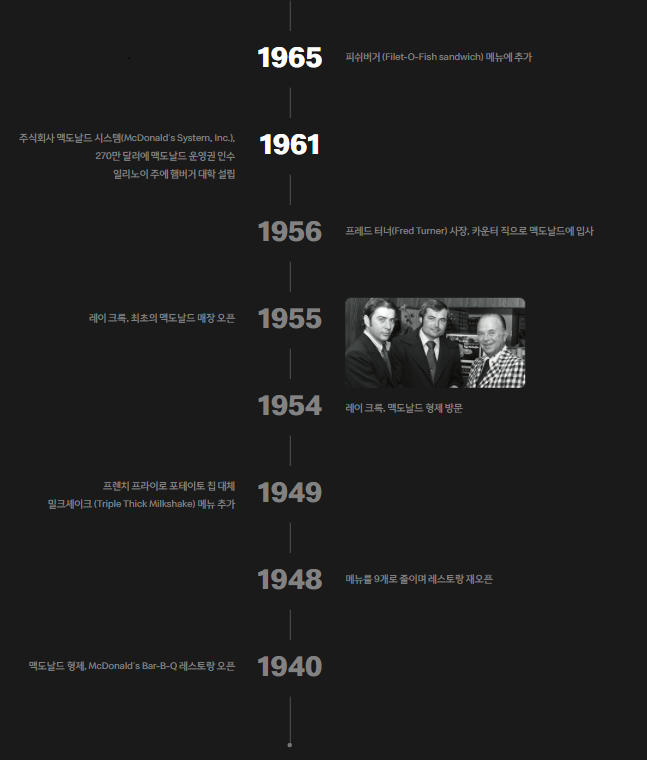 1965
피쉬버거 (Filet-O-Fish sandwich) 메뉴에 추가
주식회사 맥도날드 시스템(McDonald's System, Inc.),
270만 달러에 맥도날드 운영권 인수
일리노이 주에 햄버거 대학 설립
1961
1956
프레드 터너(Fred Turner) 사장, 카운터 직으로 맥도날드에 입사
레이 크록, 최초의 맥도날드 매장 오픈
1955
1954
레이 크록, 맥도날드 형제 방문
프렌치 프라이로 포테이토 칩 대체
밀크셰이크 (Triple Thick Milkshake) 메뉴 추가
1949
1948
메뉴를 9개로 줄이며 레스토랑 재오픈
맥도날드 형제, McDonald's Bar-B-Q 레스토랑 오픈
1940